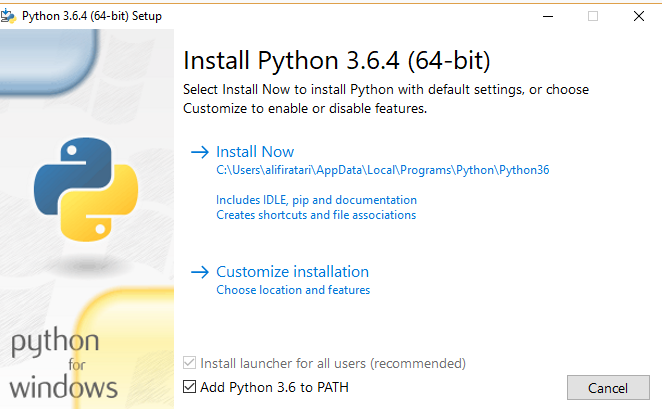 Python 3.6.4 (64-bit) Setup
Install Python 3.6.4 (64-bit)
Select Install Now to install Python with default settings, or choose
Customize to enable or disable features.
Install Now
C:\Users\alifiratari\AppData\Local\Programs\Python\Python36
Includes IDLE, pip and documentation
Creates shortcuts and file associations
Customize installation
Choose location and features
Install launcher for all users (recommended)
Add Python 3.6 to PATH
Cancel
python
for
windows